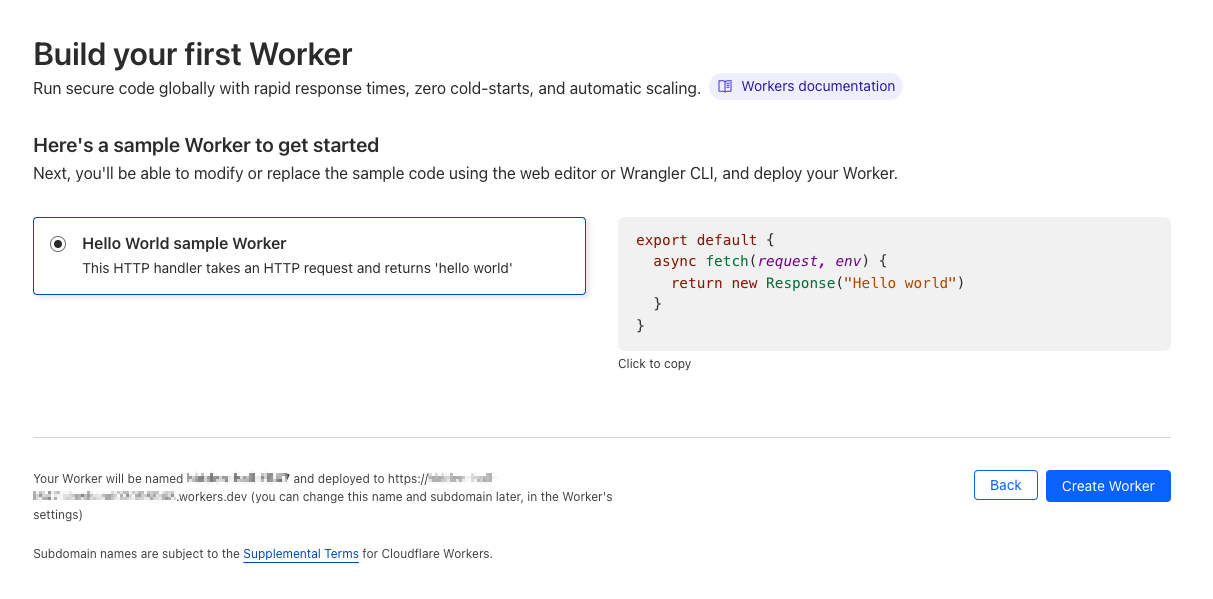 Build your first Worker
Run secure code globally with rapid response times, zero cold-starts, and automatic scaling. Workers documentation
Here's a sample Worker to get started
Next, you'll be able to modify or replace the sample code using the web editor or Wrangler CLI, and deploy your Worker.
Hello World sample Worker
This HTTP handler takes an HTTP request and returns 'hello world'
export default {
  async fetch(request, env) {
    return new Response("Hello world")
  }
}
Click to copy
Your Worker will be named and deployed to https://
.workers.dev (you can change this name and subdomain later, in the Worker's
settings)
Back
Create Worker
Subdomain names are subject to the Supplemental Terms for Cloudflare Workers.